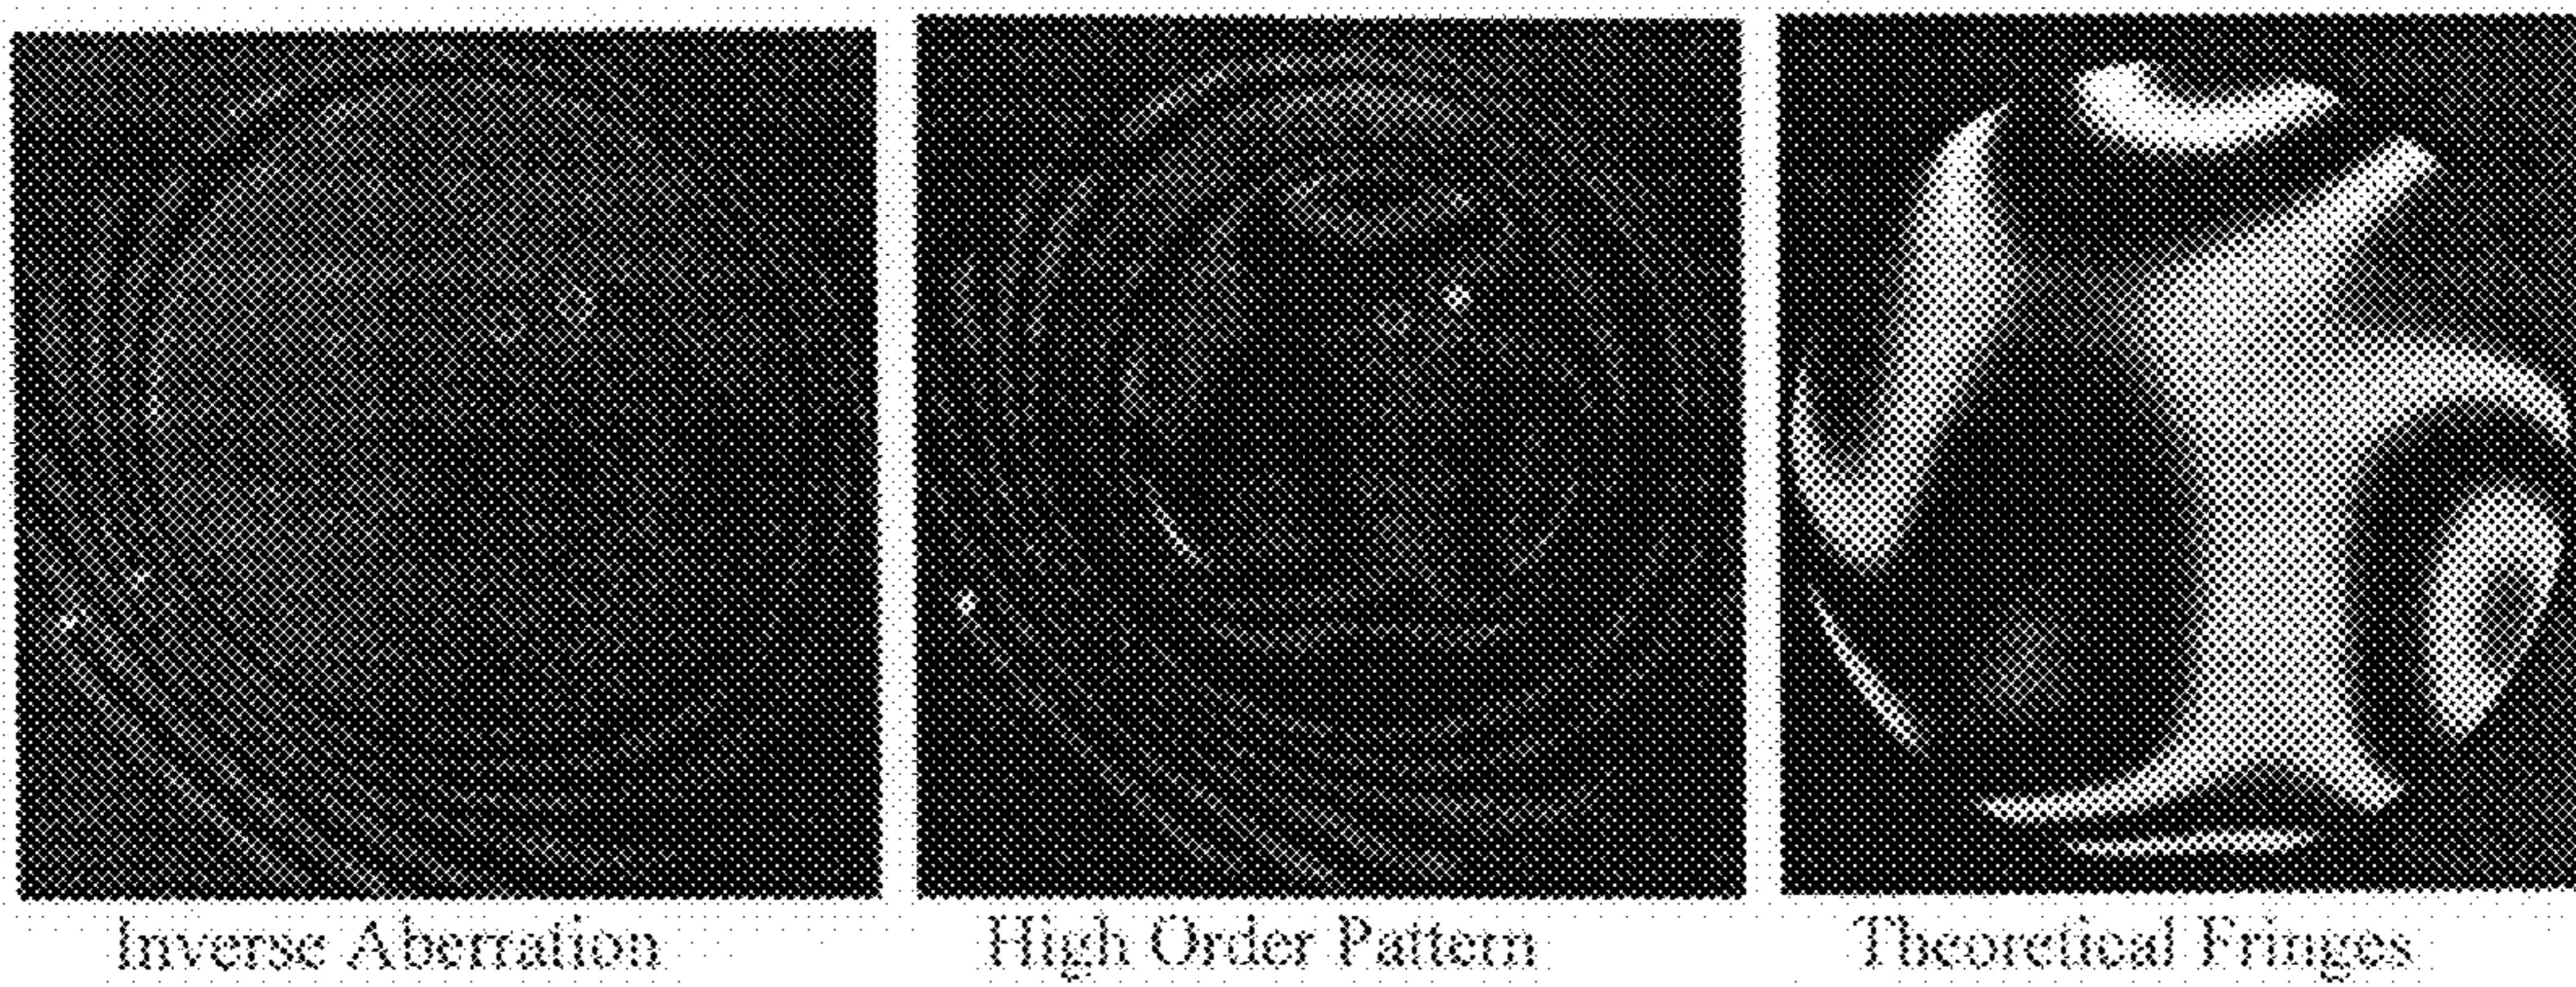 Inverse Aberration
High Order Pattern
Theoretical Fringes